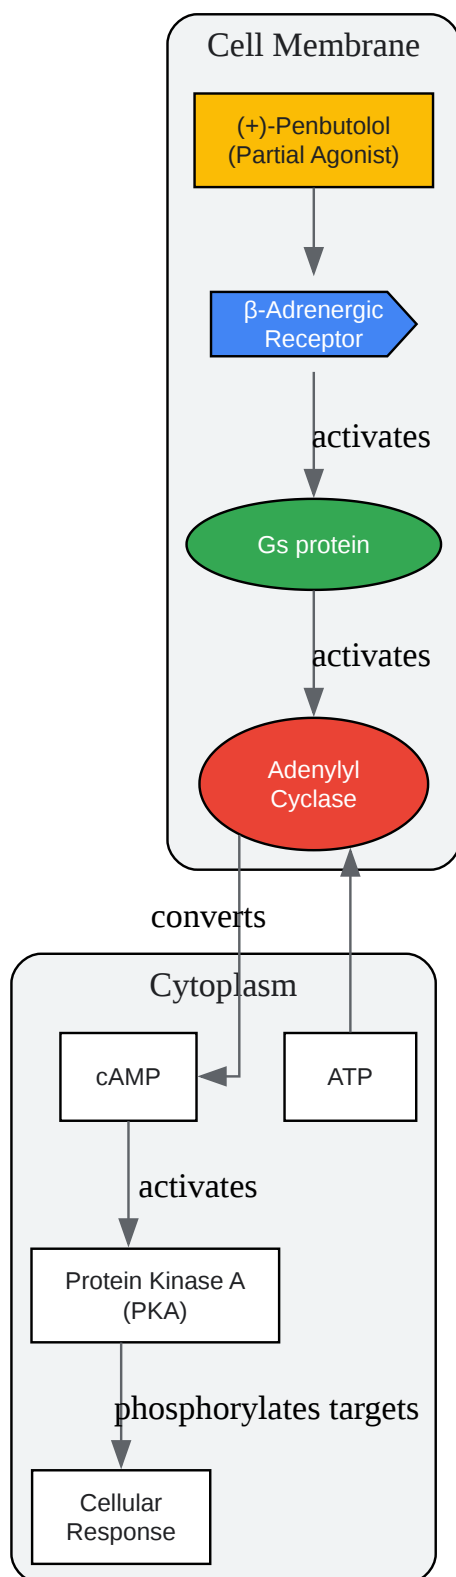 Cell Membrane
(+)-Penbutolol
(Partial Agonist)
β-Adrenergic
Receptor
activates
Gs protein
activates
Adenylyl
Cyclase
converts
Cytoplasm
cAMP
ATP
activates
Protein Kinase A
(PKA)
phosphorylates targets
Cellular
Response